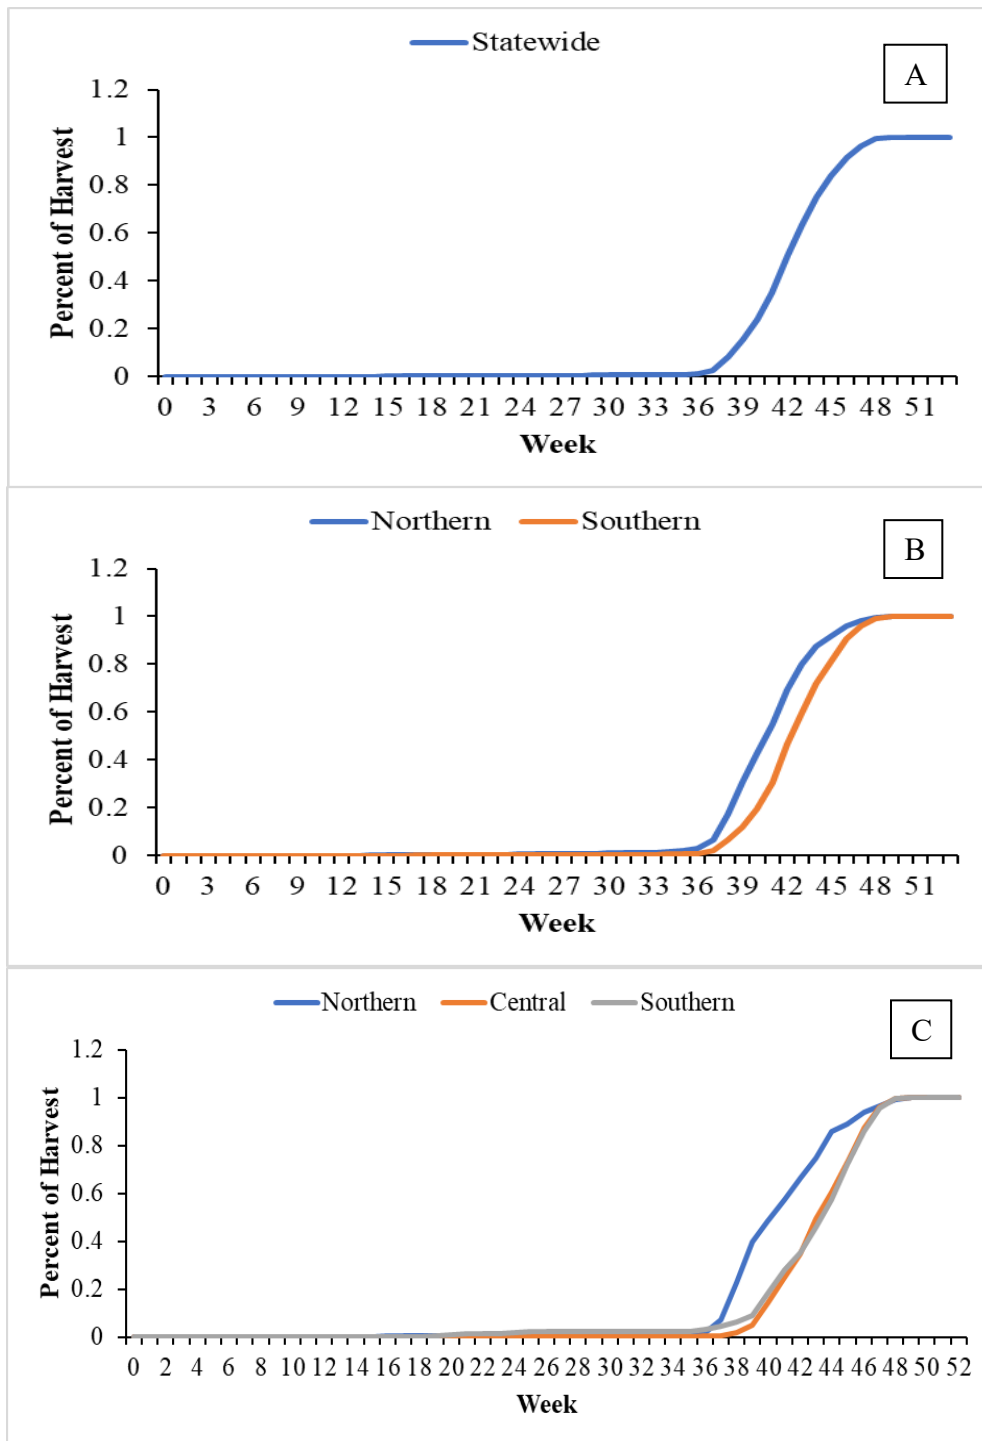 Statewide
A
1.2
1
0.8
0.6
0.4
0.2
0
Percent of Harvest
0 3 6 9 12 15 18 21 24 27 30 33 36 39 42 45 48 51
Week
Northern Southern
B
1.2
1
0.8
0.6
0.4
0.2
0
Percent of Harvest
0 3 6 9 12 15 18 21 24 27 30 33 36 39 42 45 48 51
Week
Northern Central Southern
C
1.2
1
0.8
0.6
0.4
0.2
0
Percent of Harvest
0 2 4 6 8 10 12 14 16 18 20 22 24 26 28 30 32 34 36 38 40 42 44 46 48 50 52
Week